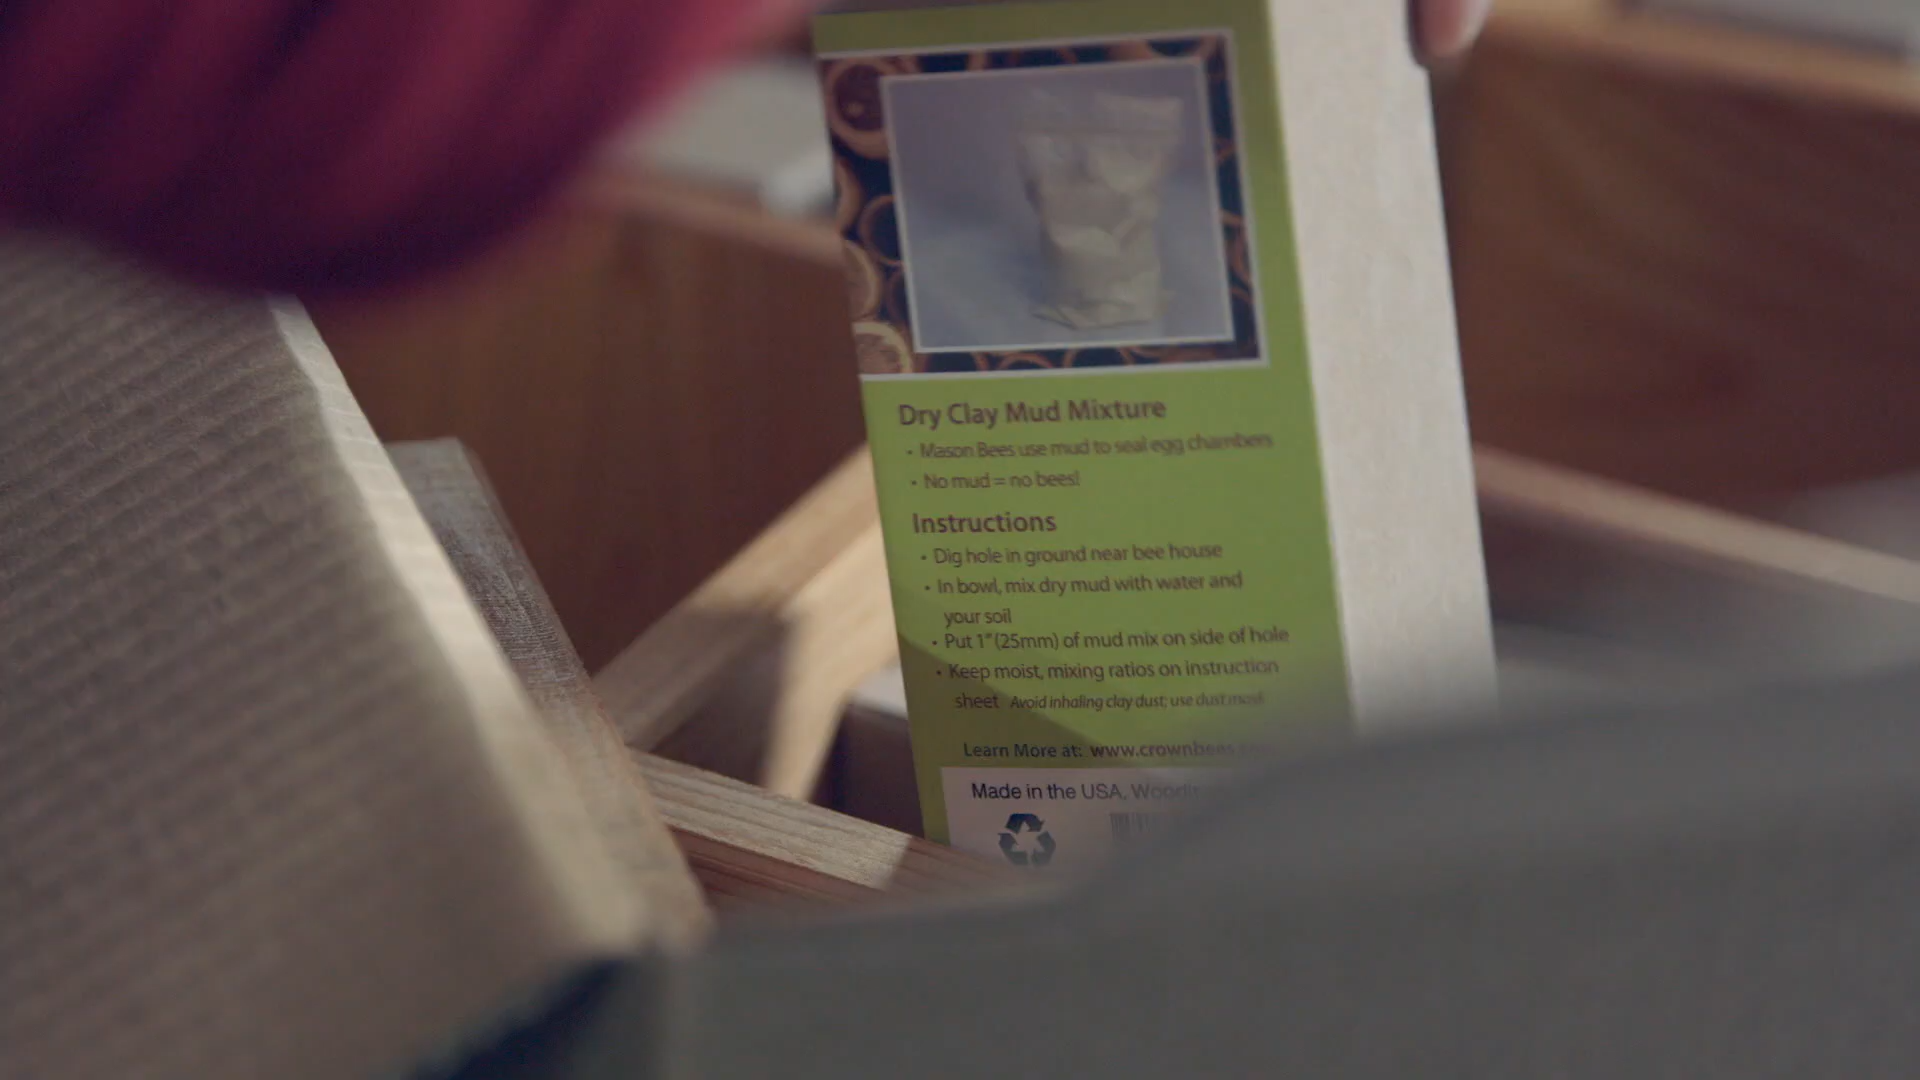 Dry Clay Mud Mixture
• Mason Bees use mud to seal egg chambers
• No mud = no bees!
Instructions
• Dig hole in ground near bee house
• In bowl, mix dry mud with water and
your soil
• Put 1" (25mm) of mud mix on side of hole
• Keep moist, mixing ratios on instruction
sheet Avoid inhaling clay dust; use dust mask
Learn More at: www.crownbees
Made in the USA,